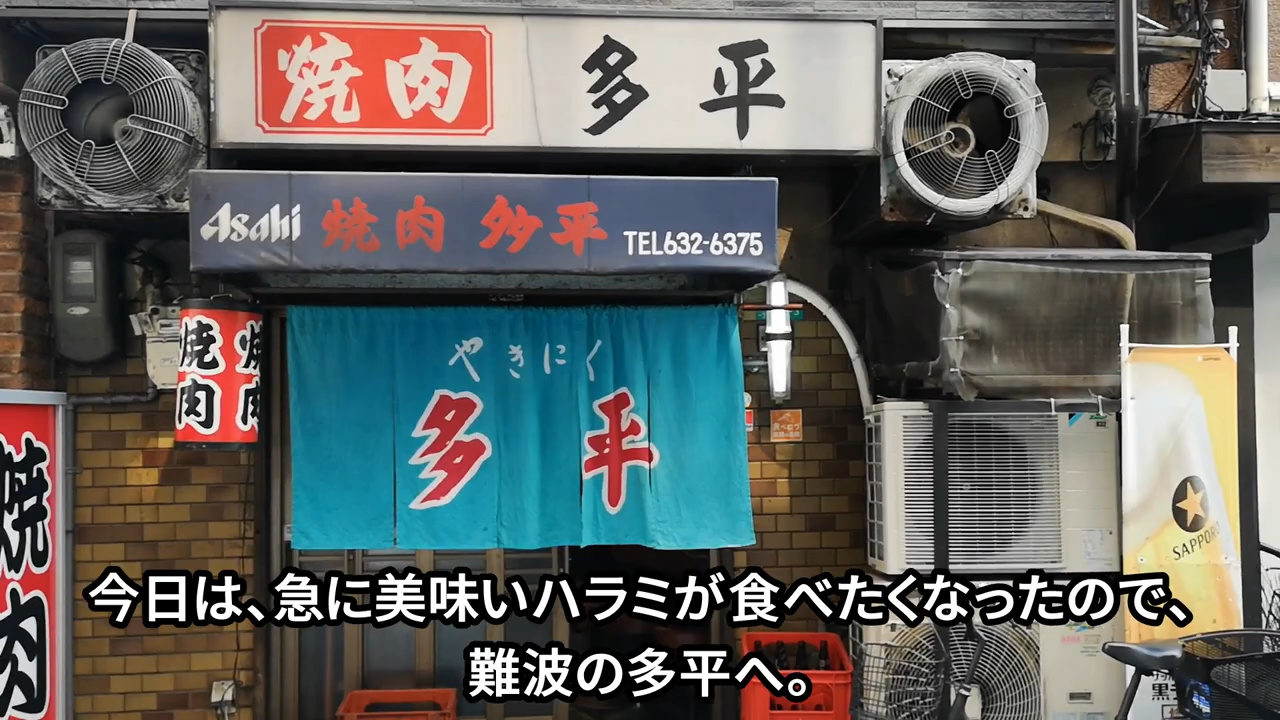 焼肉 多平
Asahi 焼肉 多平 TEL632-6375
焼肉
焼肉
やきにく
多平
焼肉
SAPPORO
今日は、急に美味いハラミが食べたくなったので、
難波の多平へ。